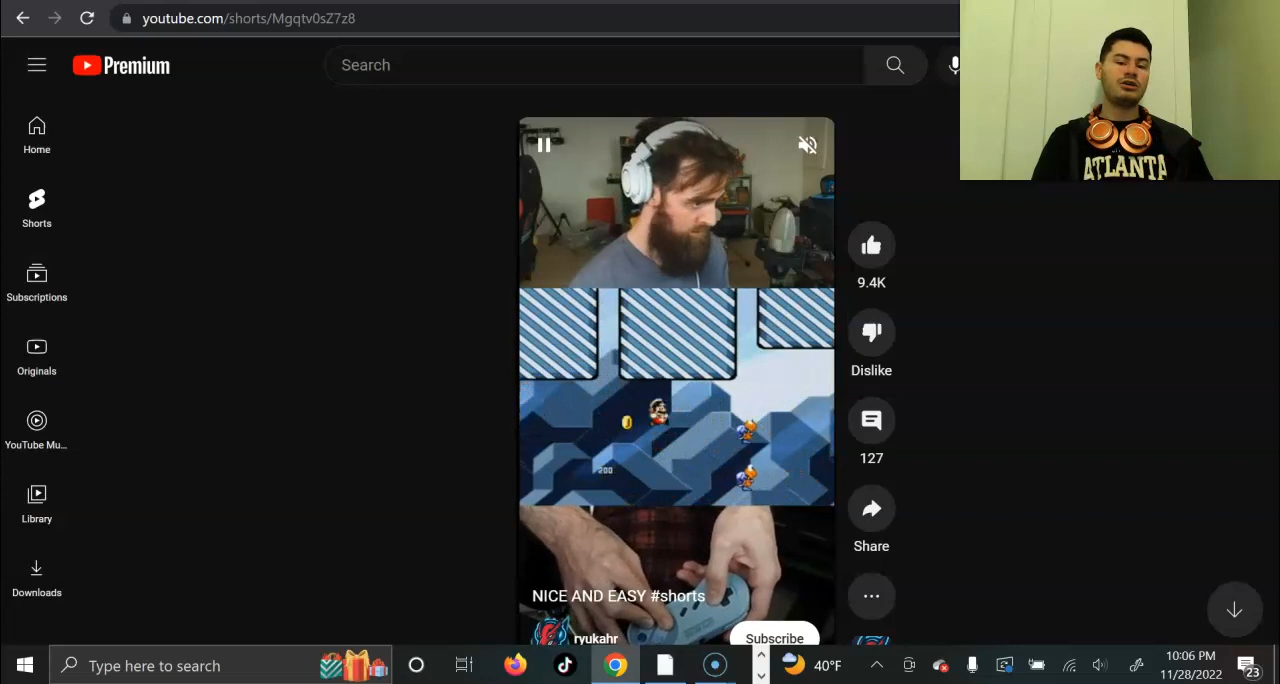 youtube.com/shorts/Mgqtv0sZ7z8
Premium
Search
Home
Shorts
Subscriptions
Originals
YouTube Mu...
Library
Downloads
200
9.4K
Dislike
127
Share
NICE AND EASY #shorts
ryukahr
Subscribe
ATLANTA
Type here to search
40°F
10:06 PM
11/28/2022
23